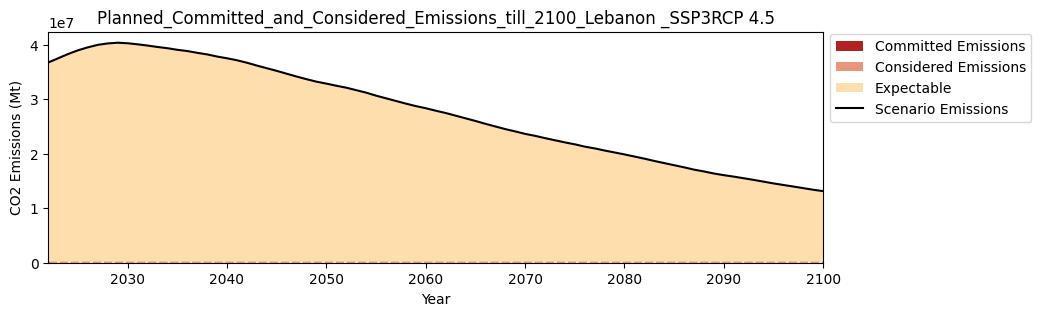 Planned_Committed_and_Considered_Emissions_till_2100_Lebanon _SSP3RCP 4.5
1e7
4
3
2
1
0
CO2 Emissions (Mt)
2030
2040
2050
2060
2070
2080
2090
2100
Year
Committed Emissions
Considered Emissions
Expectable
Scenario Emissions